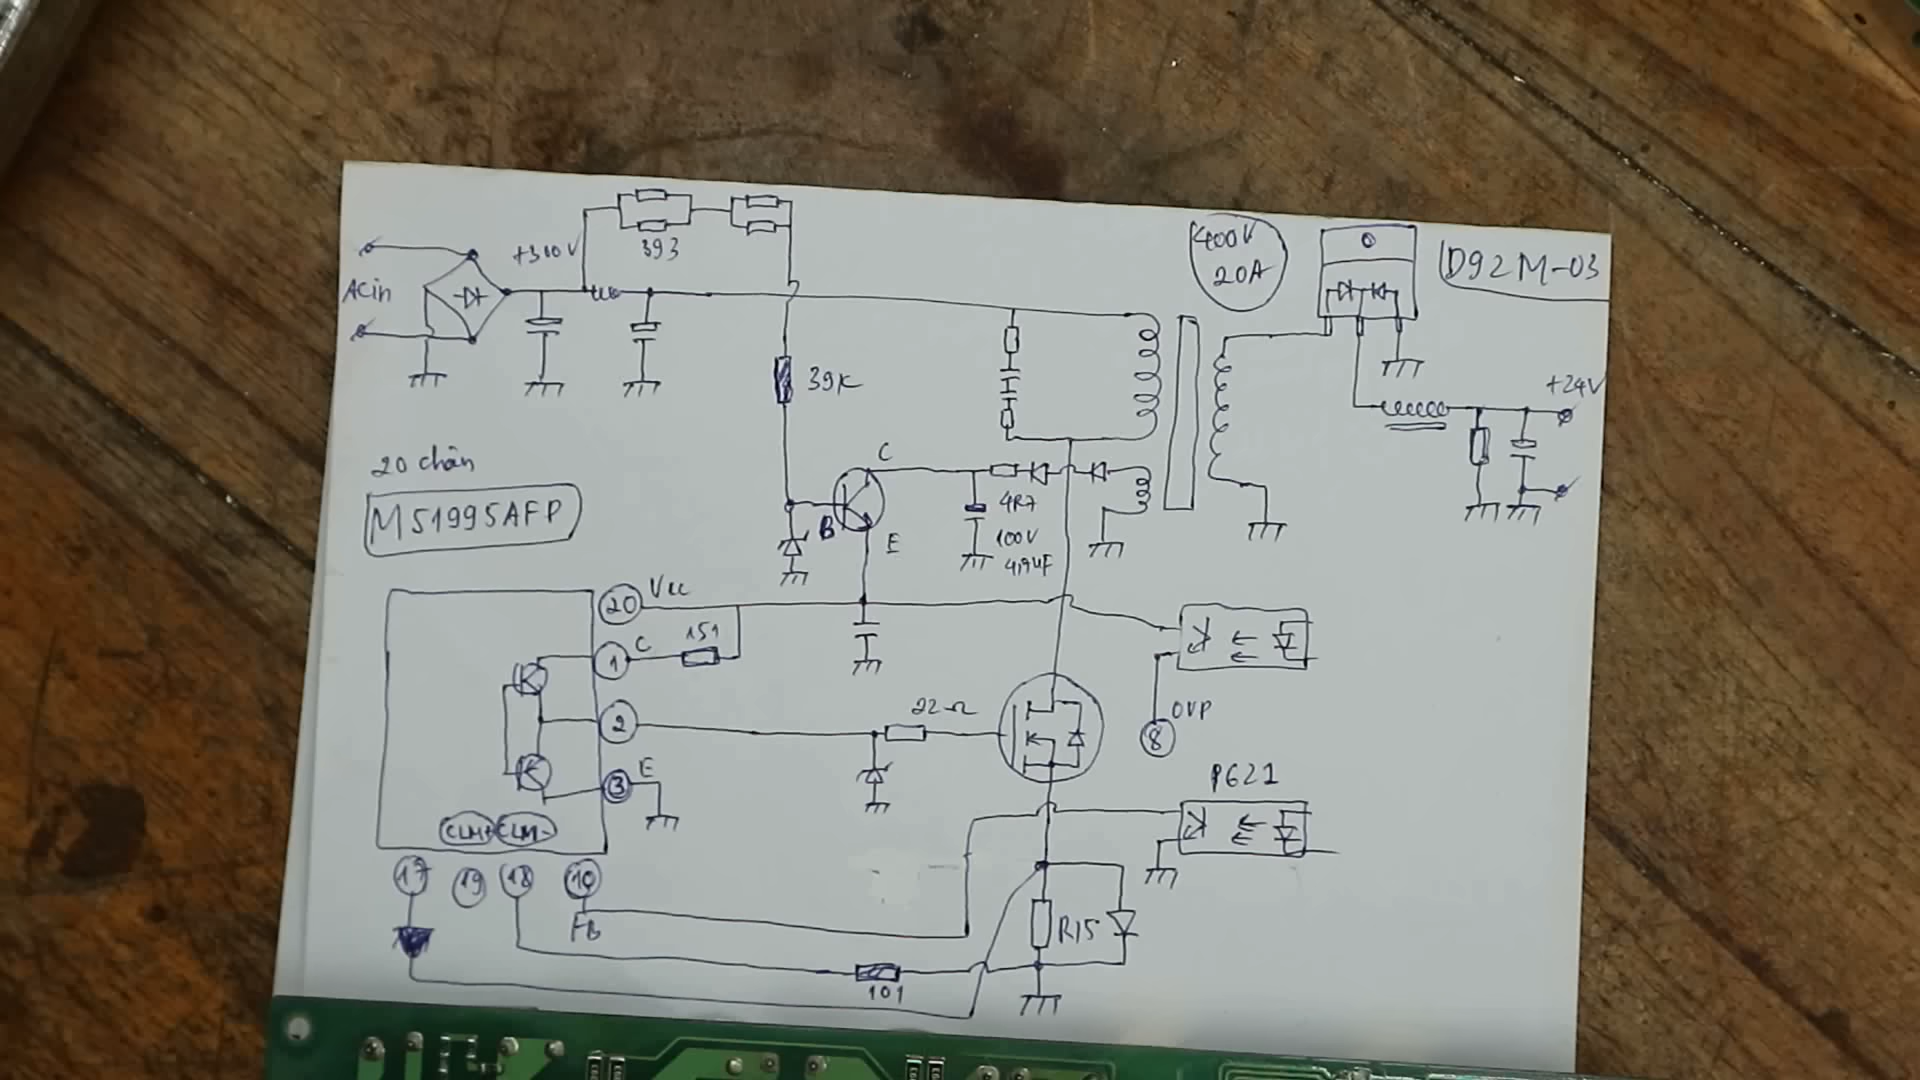 +300V
393
ACin
400V
20A
D92M-03
39K
+24V
20 chân
M51995AFP
C
B
E
4R7
100V
20 Vcc
1 C
151
2
22Ω
OVP
8
3 E
P621
CLM+ CLM-
17 19 18 10
FB
R15
101